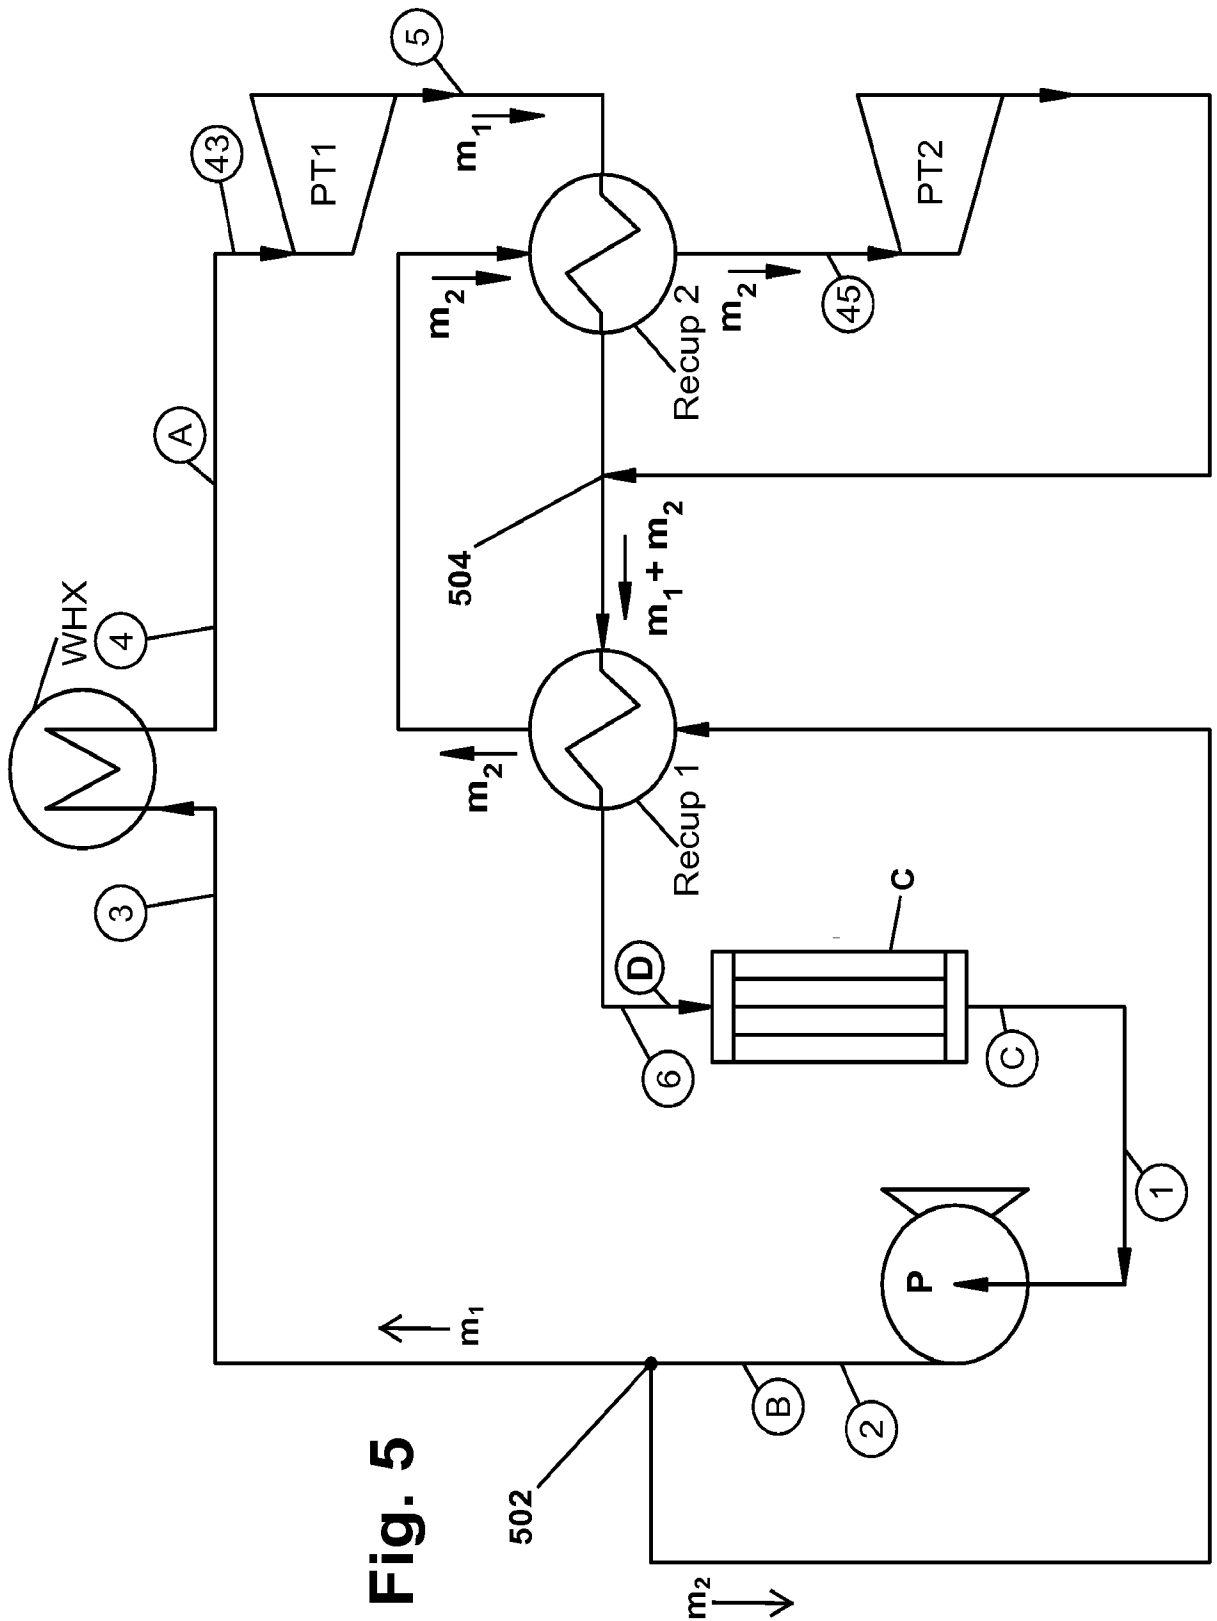 WHX
3
4
A
43
PT1
Fig. 5
5
m₂
504
m₁
m₁
m₂
502
D
m₁ + m₂
6
Recup 1
Recup 2
m₂
m₂
B
45
2
C
P
PT2
C
1